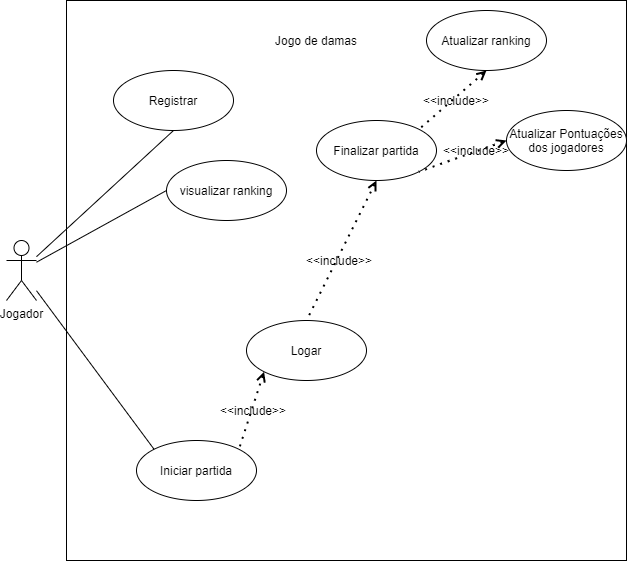 Jogo de damas
Atualizar ranking
Registrar
<<include>>
Finalizar partida
Atualizar Pontuações
dos jogadores
<<include>>
visualizar ranking
<<include>>
Jogador
Logar
<<include>>
Iniciar partida